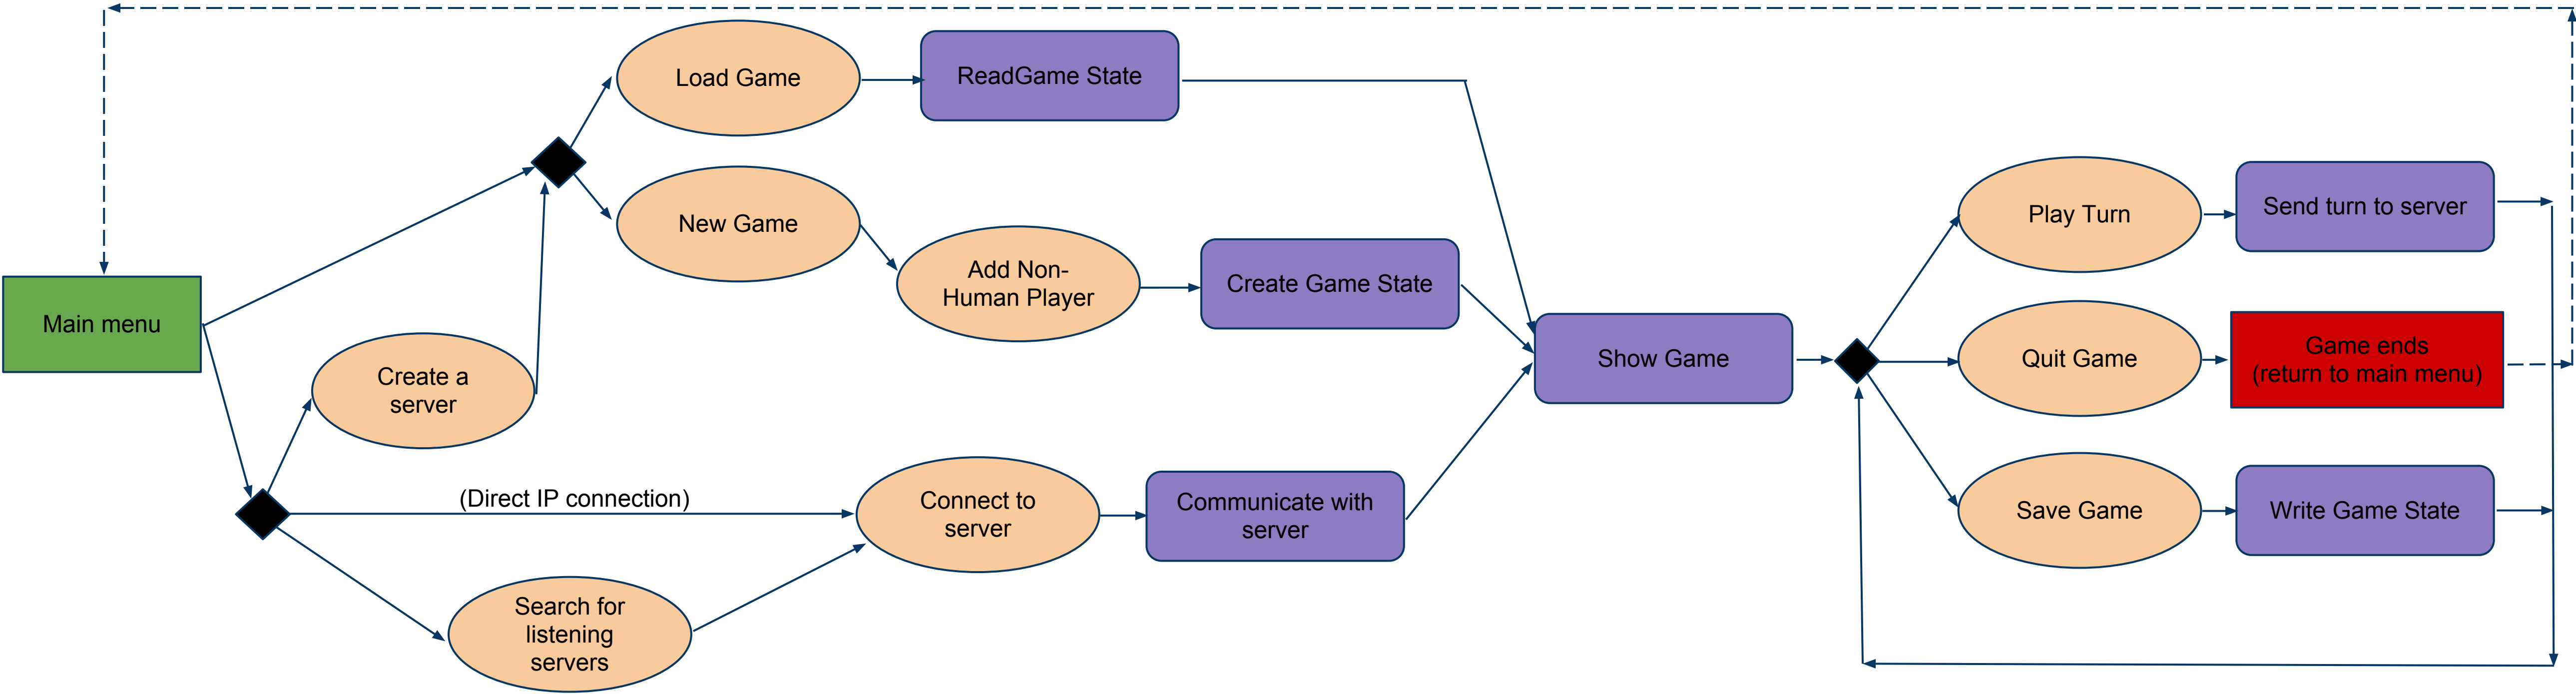 Load Game
ReadGame State
New Game
Play Turn
Send turn to server
Add Non-
Human Player
Create Game State
Main menu
Create a
server
Show Game
Quit Game
Game ends
(return to main menu)
(Direct IP connection)
Connect to
server
Communicate with
server
Save Game
Write Game State
Search for
listening
servers